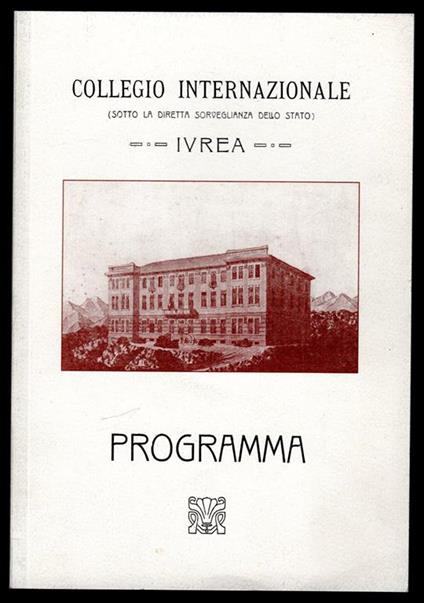 COLLEGIO INTERNAZIONALE
(SOTTO LA DIRETTA SORVEGLIANZA DELLO STATO)
IVREA
PROGRAMMA